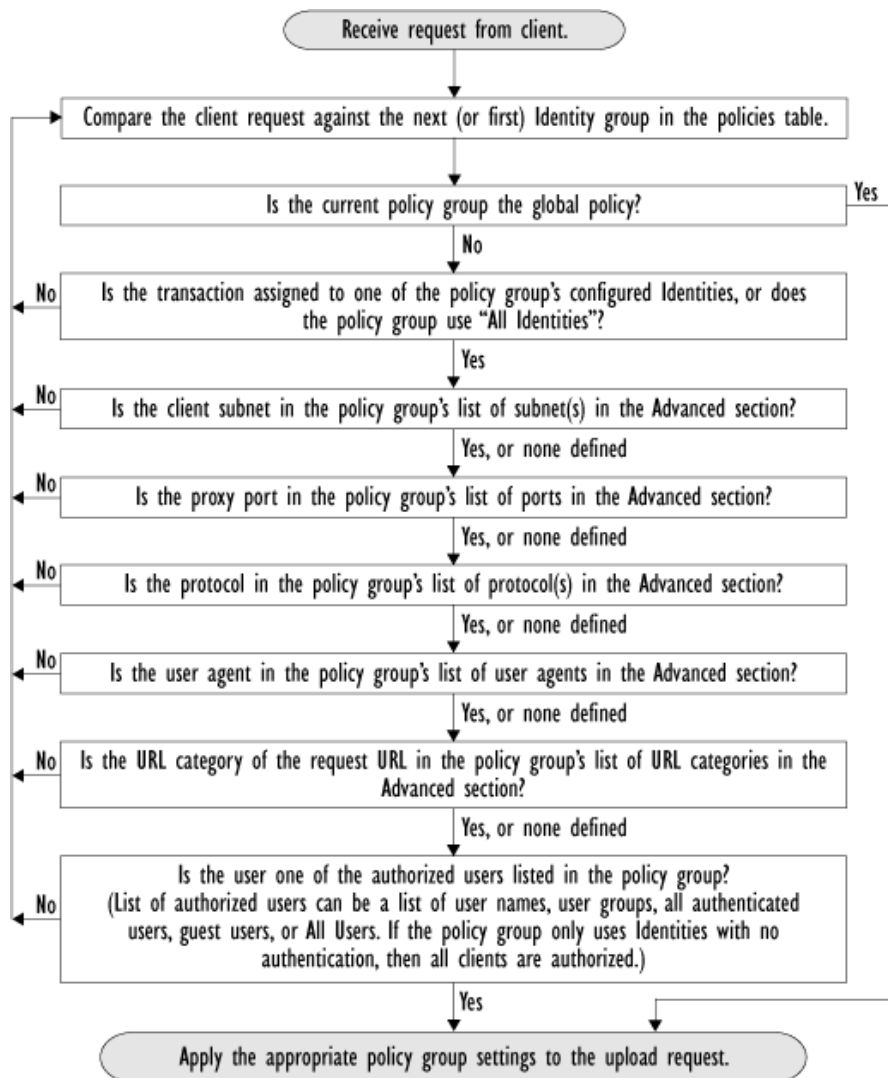 Receive request from client.
Compare the client request against the next (or first) Identity group in the policies table.
Is the current policy group the global policy?
Yes
No
Is the transaction assigned to one of the policy group's configured Identities, or does
the policy group use “All Identities”?
No
Yes
Is the client subnet in the policy group's list of subnet(s) in the Advanced section?
No
Yes, or none defined
Is the proxy port in the policy group's list of ports in the Advanced section?
No
Yes, or none defined
Is the protocol in the policy group's list of protocol(s) in the Advanced section?
No
Yes, or none defined
Is the user agent in the policy group's list of user agents in the Advanced section?
No
Yes, or none defined
Is the URL category of the request URL in the policy group's list of URL categories in the
Advanced section?
No
Yes, or none defined
Is the user one of the authorized users listed in the policy group?
(List of authorized users can be a list of user names, user groups, all authenticated
users, guest users, or All Users. If the policy group only uses Identities with no
authentication, then all clients are authorized.)
No
Yes
Apply the appropriate policy group settings to the upload request.